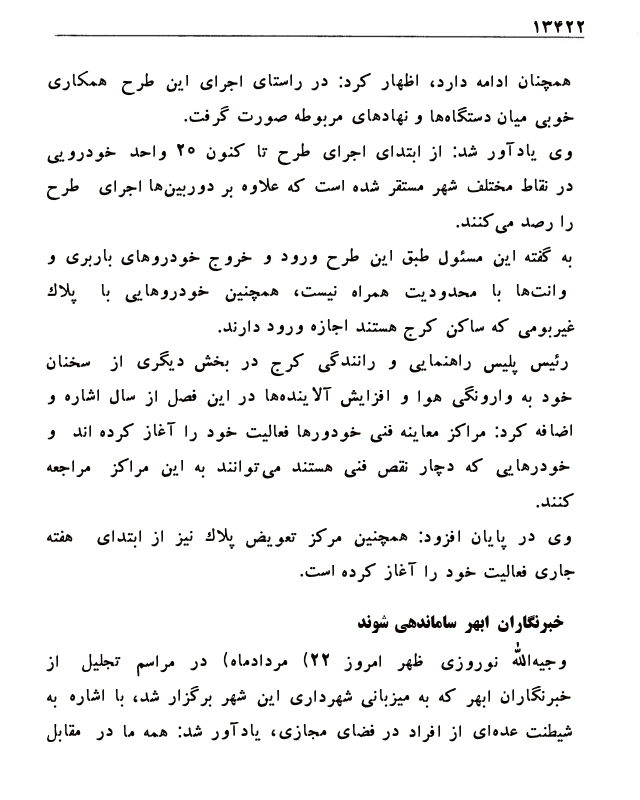 ۱۳۴۲۲
همچنان ادامه دارد، اظهار کرد: در راستای اجرای این طرح همکاری
خوبی میان دستگاه‌ها و نهادهای مربوطه صورت گرفت.
وی یادآور شد: از ابتدای اجرای طرح تا کنون ۲۵ واحد خودرویی
در نقاط مختلف شهر مستقر شده است که علاوه بر دوربین‌ها اجرای طرح
را رصد می‌کنند.
به گفته این مسئول طبق این طرح ورود و خروج خودروهای باربری و
وانت‌ها با محدودیت همراه نیست، همچنین خودروهایی با پلاك
غیربومی که ساکن کرج هستند اجازه ورود دارند.
رئیس پلیس راهنمایی و رانندگی کرج در بخش دیگری از سخنان
خود به وارونگی هوا و افزایش آلاینده‌ها در این فصل از سال اشاره و
اضافه کرد: مراکز معاینه فنی خودورها فعالیت خود را آغاز کرده اند و
خودرهایی که دچار نقص فنی هستند می‌توانند به این مراکز مراجعه
کنند.
وی در پایان افزود: همچنین مرکز تعویض پلاك نیز از ابتدای هفته
جاری فعالیت خود را آغاز کرده است.
خبرنگاران ابهر ساماندهی شوند
وجیه‌الله نوروزی ظهر امروز ۲۲) مردادماه) در مراسم تجلیل از
خبرنگاران ابهر که به میزبانی شهرداری این شهر برگزار شد، با اشاره به
شیطنت عده‌ای از افراد در فضای مجازی، یادآور شد: همه ما در مقابل